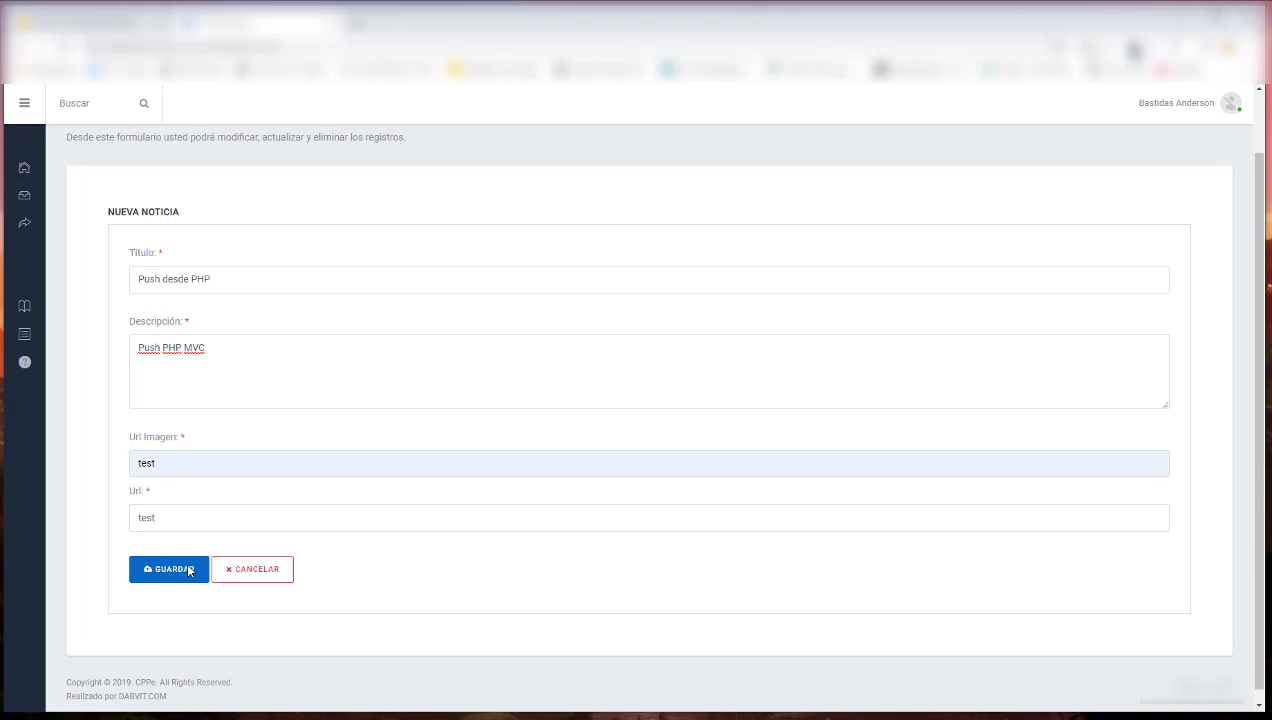 Buscar
Bastidas Anderson
Desde este formulario usted podrá modificar, actualizar y eliminar los registros.
NUEVA NOTICIA
Título: *
Push desde PHP
Descripción: *
Push PHP MVC
Url Imagen: *
test
Url: *
test
GUARDAR
CANCELAR
Copyright © 2019. CPPe. All Rights Reserved.
Realizado por DABVIT.COM